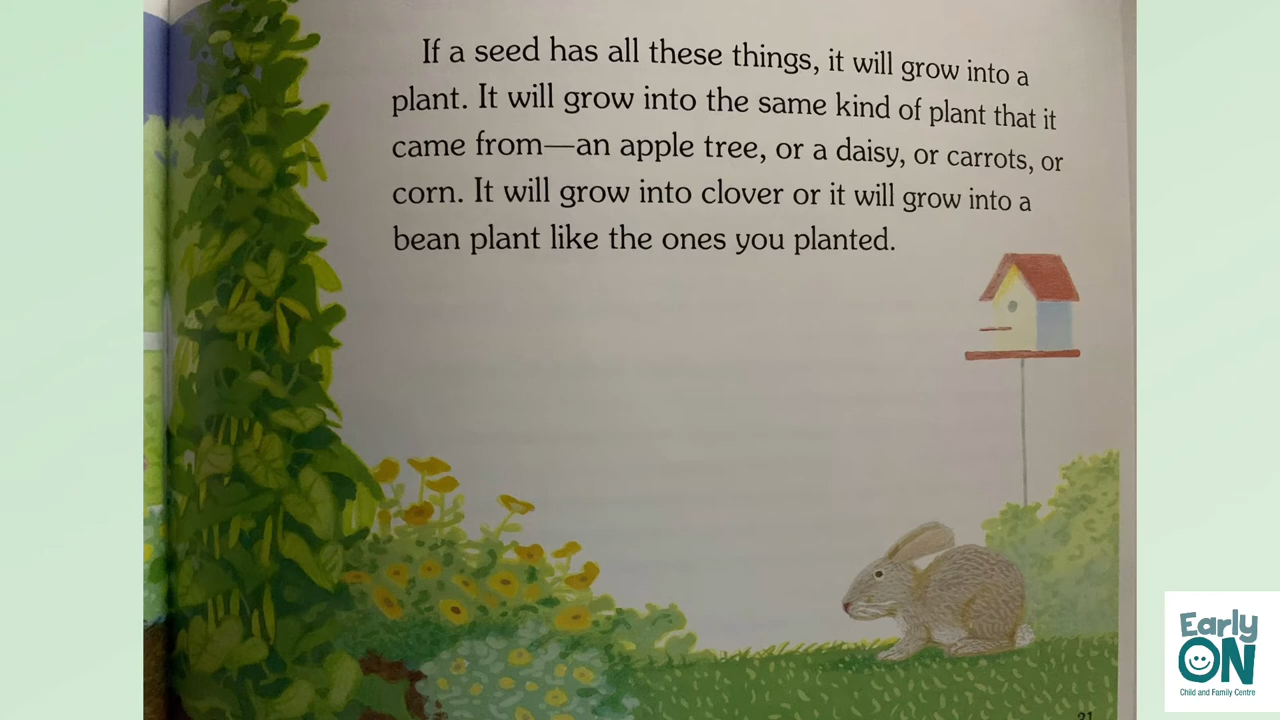 If a seed has all these things, it will grow into a
plant. It will grow into the same kind of plant that it
came from—an apple tree, or a daisy, or carrots, or
corn. It will grow into clover or it will grow into a
bean plant like the ones you planted.
21
Early
ON
Child and Family Centre